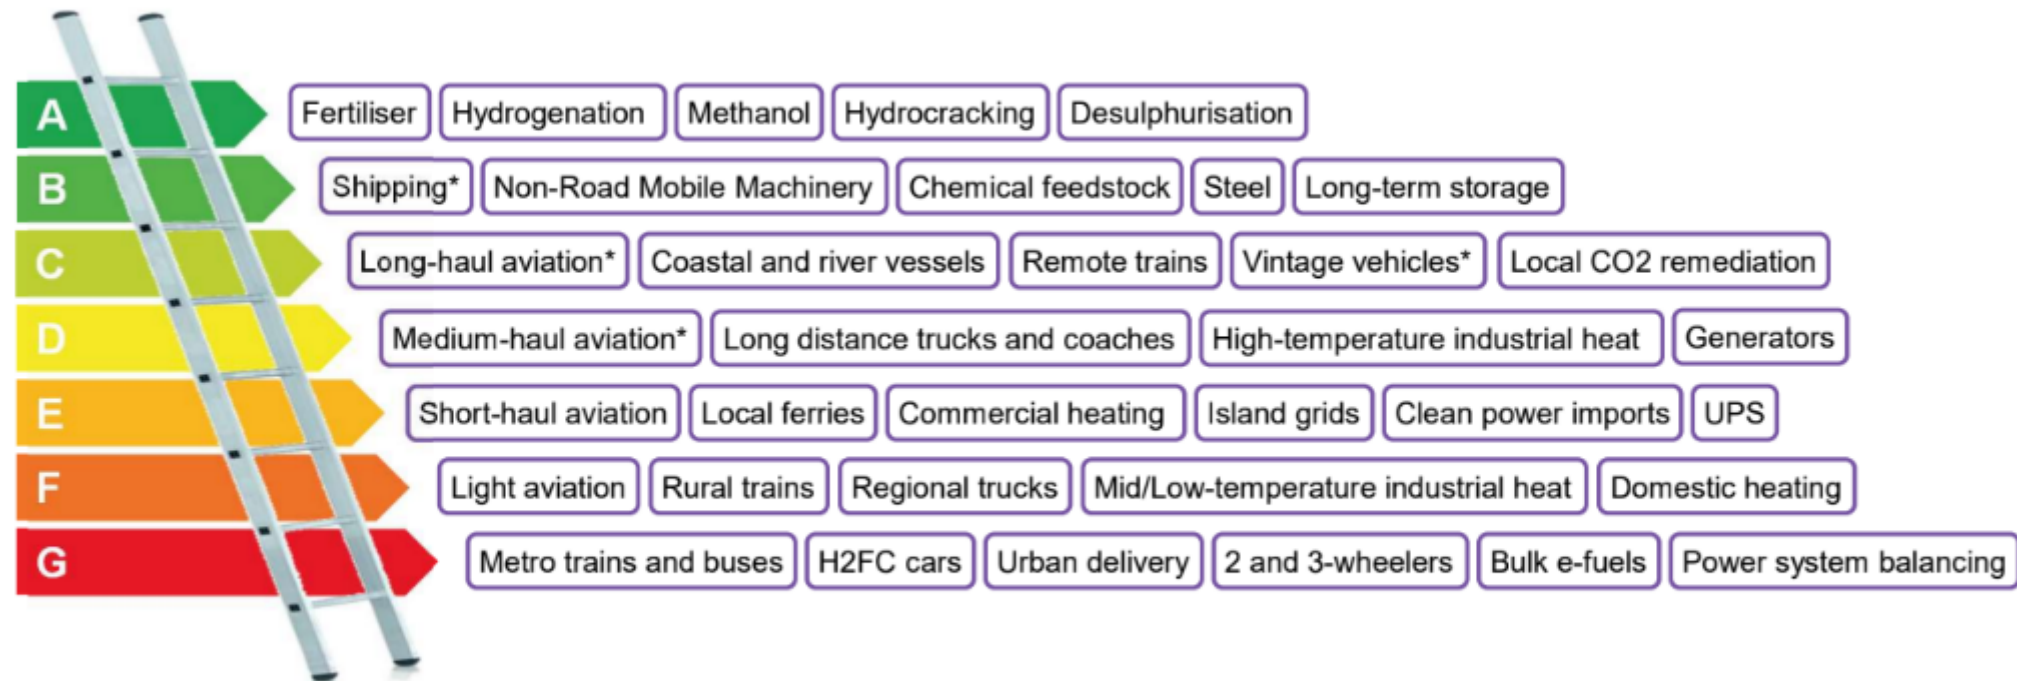 A Fertiliser Hydrogenation Methanol Hydrocracking Desulphurisation
B Shipping* Non-Road Mobile Machinery Chemical feedstock Steel Long-term storage
C Long-haul aviation* Coastal and river vessels Remote trains Vintage vehicles* Local CO2 remediation
D Medium-haul aviation* Long distance trucks and coaches High-temperature industrial heat Generators
E Short-haul aviation Local ferries Commercial heating Island grids Clean power imports UPS
F Light aviation Rural trains Regional trucks Mid/Low-temperature industrial heat Domestic heating
G Metro trains and buses H2FC cars Urban delivery 2 and 3-wheelers Bulk e-fuels Power system balancing